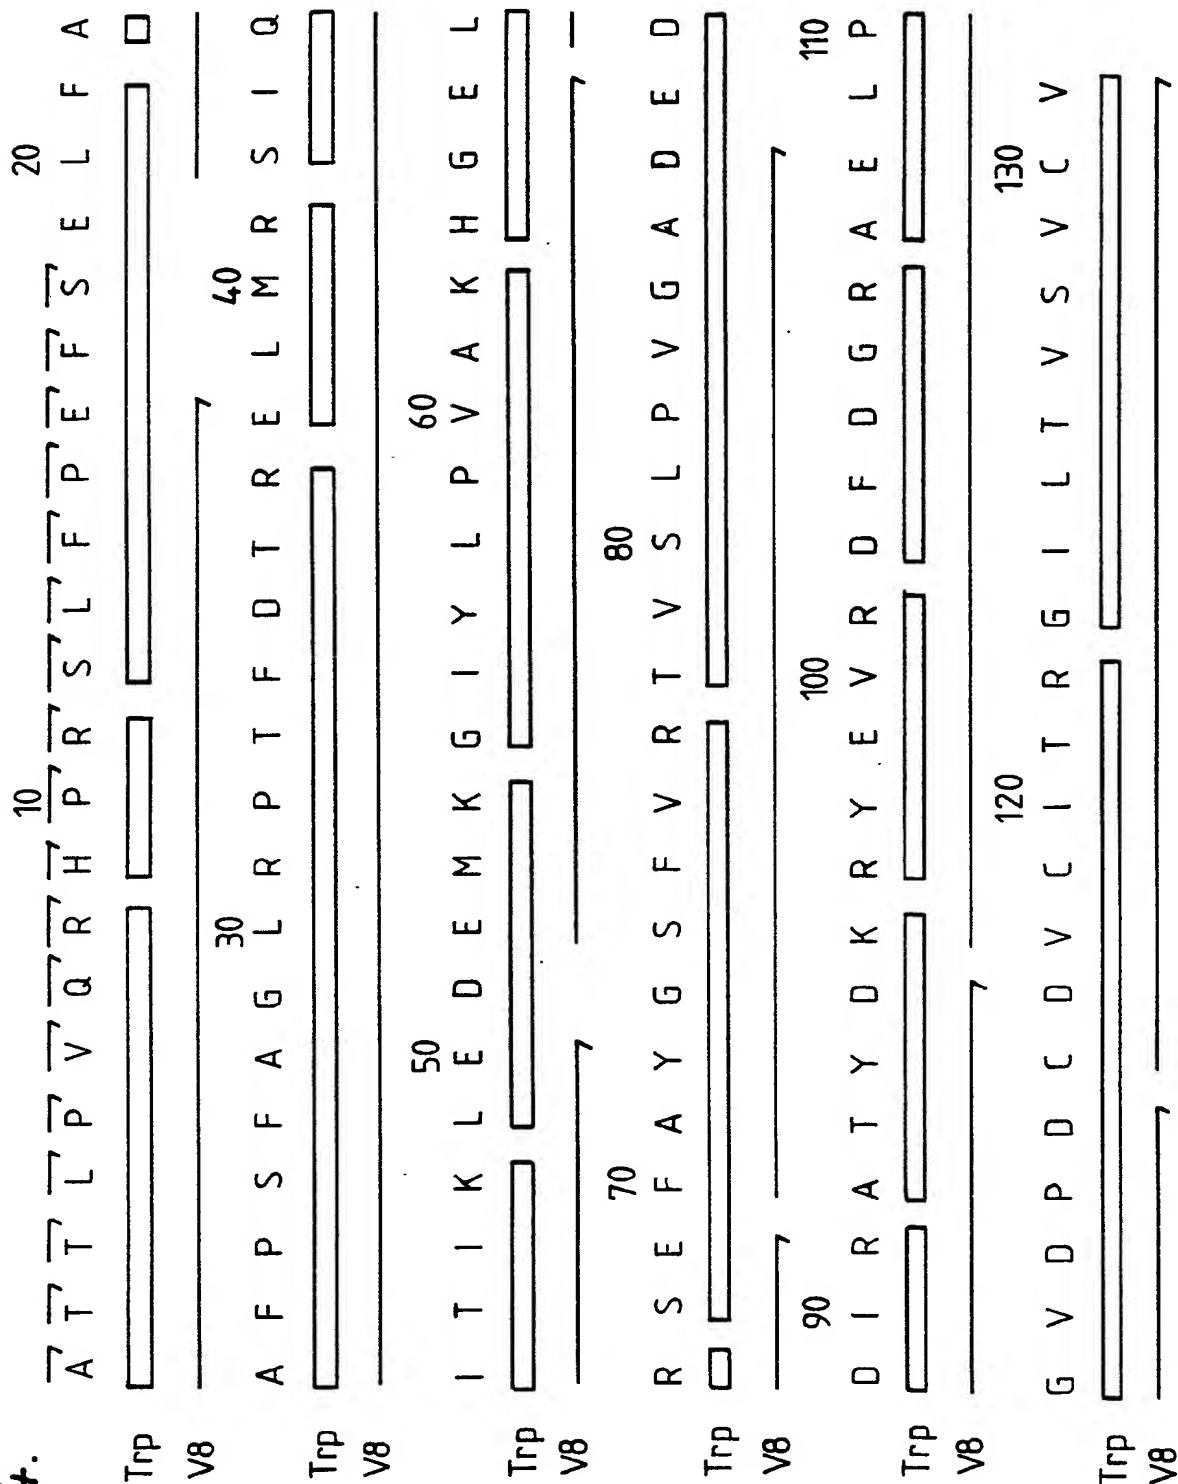 10 20
A T T L P V Q R H P R S L F P E F S E L F A
Trp
V8
30 40
A F P S F A G L R P T F D T R E L M R S I Q
Trp
V8
50 60
I T I K L E D E M K G I Y L P V A K H G E L
Trp
V8
70 80
R S E F A Y G S F V R T V S L P V G A D E D
Trp
V8
90 100 110
D I R A T Y D K R Y E V R D F D G R A E L P
Trp
V8
120 130
G V D P D C D V C I T R G I L T V S V C V
Trp
V8